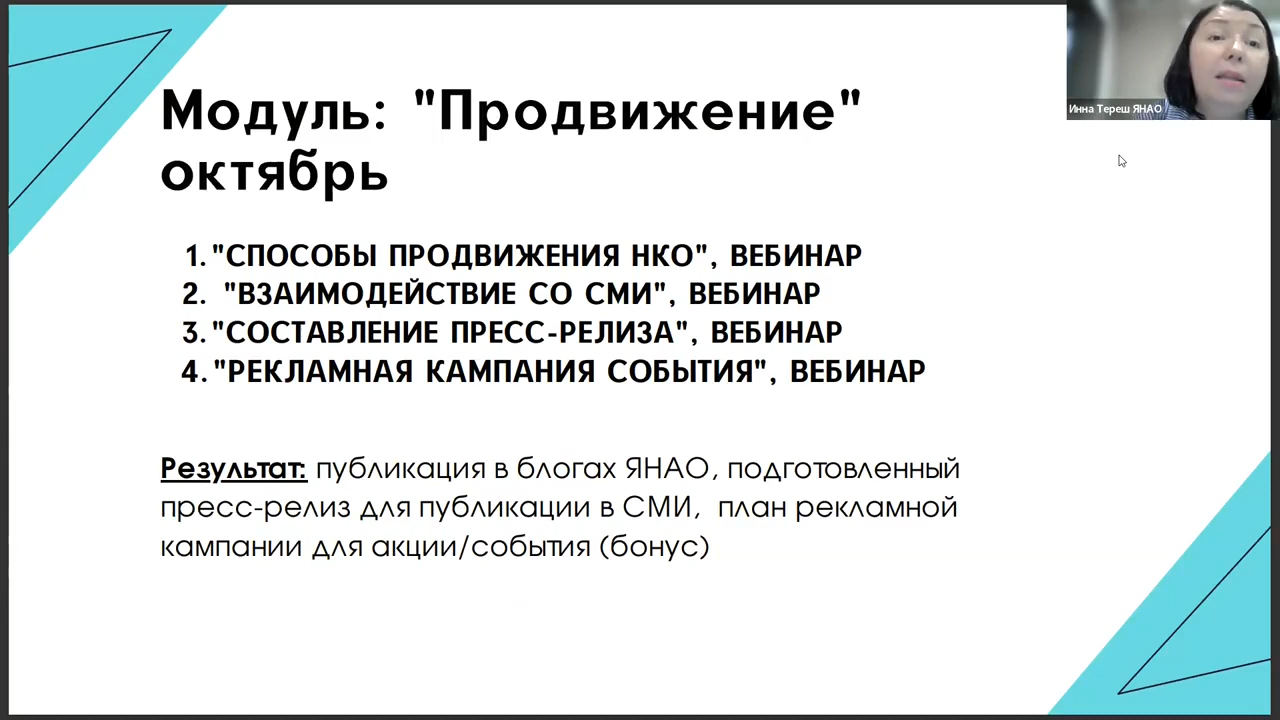 Модуль: "Продвижение"
октябрь
1. "СПОСОБЫ ПРОДВИЖЕНИЯ НКО", ВЕБИНАР
2. "ВЗАИМОДЕЙСТВИЕ СО СМИ", ВЕБИНАР
3. "СОСТАВЛЕНИЕ ПРЕСС-РЕЛИЗА", ВЕБИНАР
4. "РЕКЛАМНАЯ КАМПАНИЯ СОБЫТИЯ", ВЕБИНАР
Результат: публикация в блогах ЯНАО, подготовленный
пресс-релиз для публикации в СМИ, план рекламной
кампании для акции/события (бонус)
Инна Тереш ЯНАО